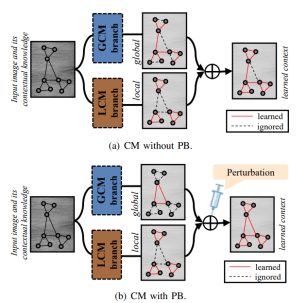 Input image and its
contextual knowledge
GCM
branch
global
LCM
branch
local
learned context
learned
ignored
(a) CM without PB.
Perturbation
Input image and its
contextual knowledge
GCM
branch
global
LCM
branch
local
learned context
learned
ignored
(b) CM with PB.